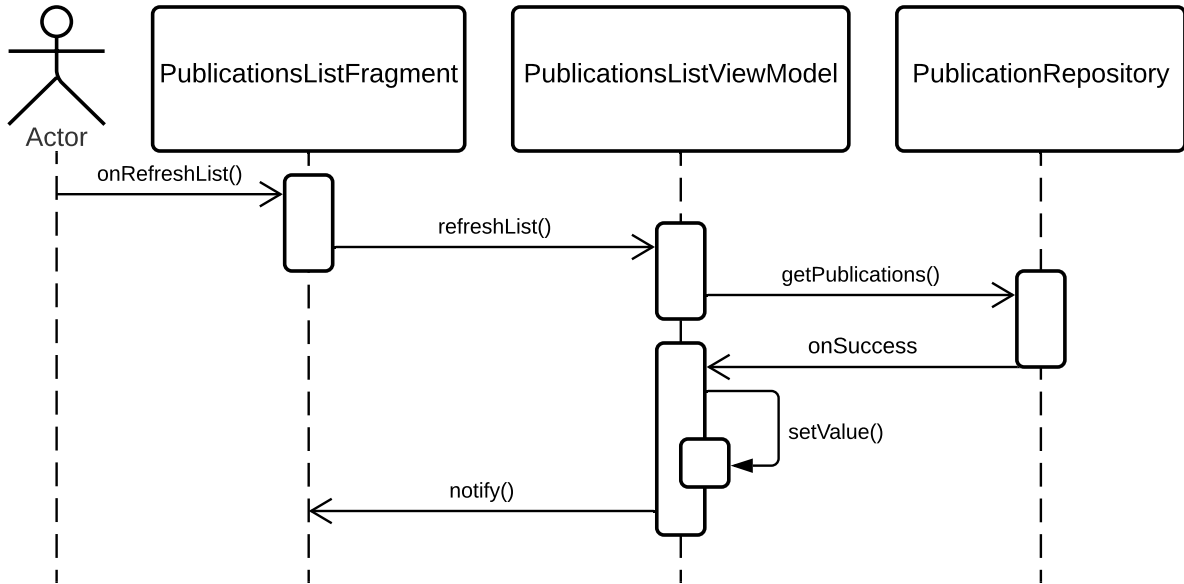 PublicationsListFragment
PublicationsListViewModel
PublicationRepository
Actor
onRefreshList()
refreshList()
getPublications()
onSuccess
setValue()
notify()